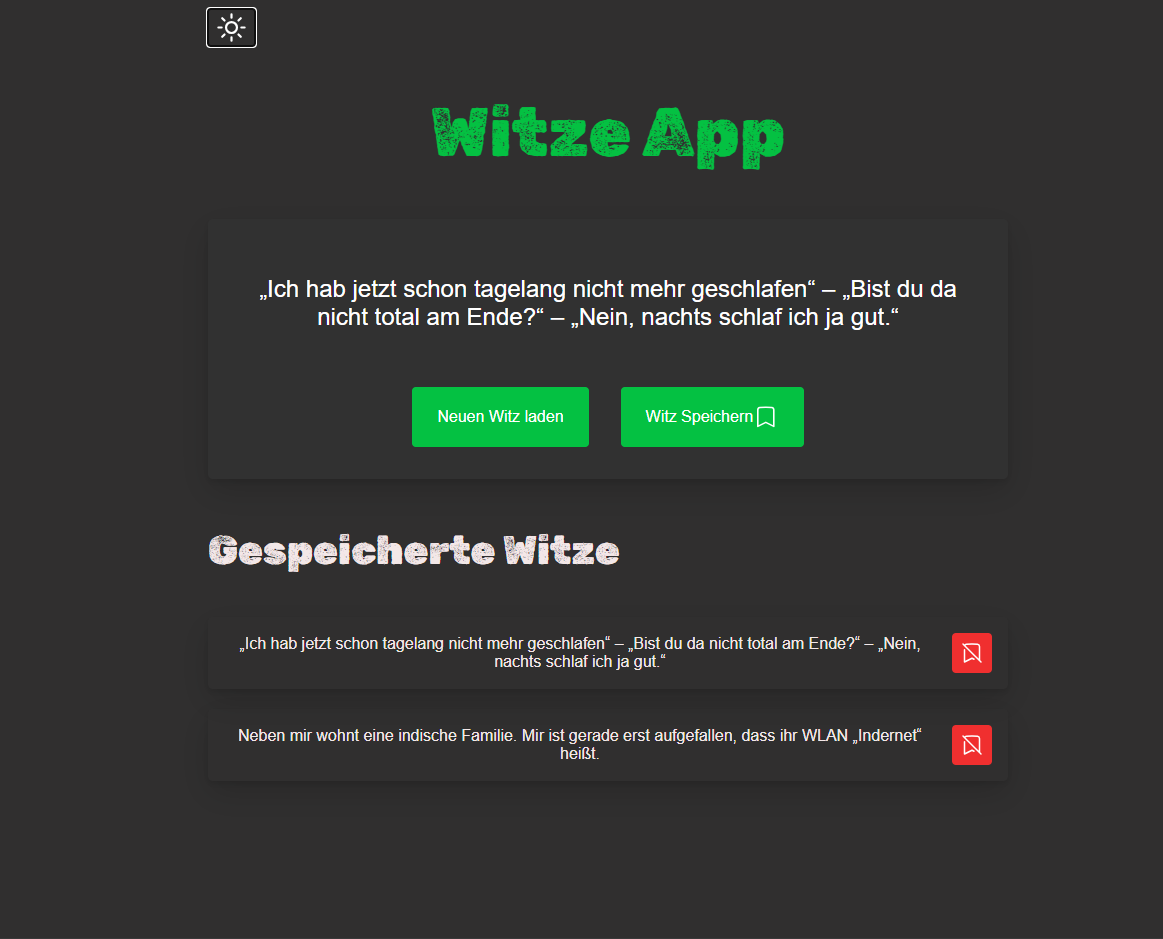 Witze App
„Ich hab jetzt schon tagelang nicht mehr geschlafen“ – „Bist du da
nicht total am Ende?“ – „Nein, nachts schlaf ich ja gut.“
Neuen Witz laden
Witz Speichern
Gespeicherte Witze
„Ich hab jetzt schon tagelang nicht mehr geschlafen“ – „Bist du da nicht total am Ende?“ – „Nein,
nachts schlaf ich ja gut.“
Neben mir wohnt eine indische Familie. Mir ist gerade erst aufgefallen, dass ihr WLAN „Indernet“
heißt.